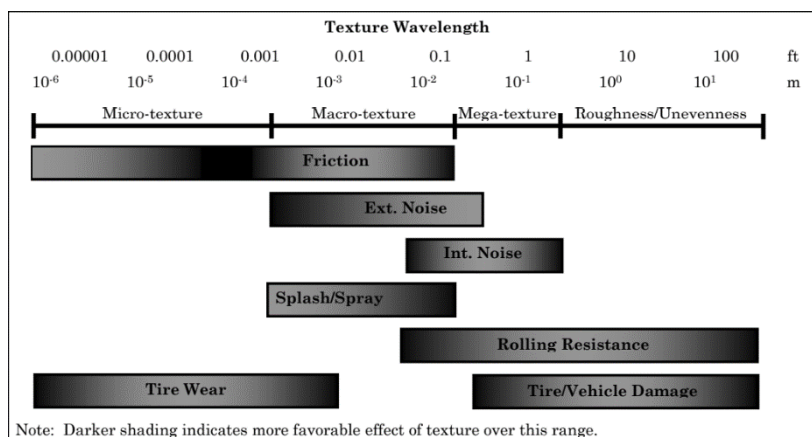 Texture Wavelength
0.00001 0.0001 0.001 0.01 0.1 1 10 100 ft
10⁻⁶ 10⁻⁵ 10⁻⁴ 10⁻³ 10⁻² 10⁻¹ 10⁰ 10¹ m
Micro-texture Macro-texture Mega-texture Roughness/Unevenness
Friction
Ext. Noise
Int. Noise
Splash/Spray
Rolling Resistance
Tire Wear Tire/Vehicle Damage
Note: Darker shading indicates more favorable effect of texture over this range.